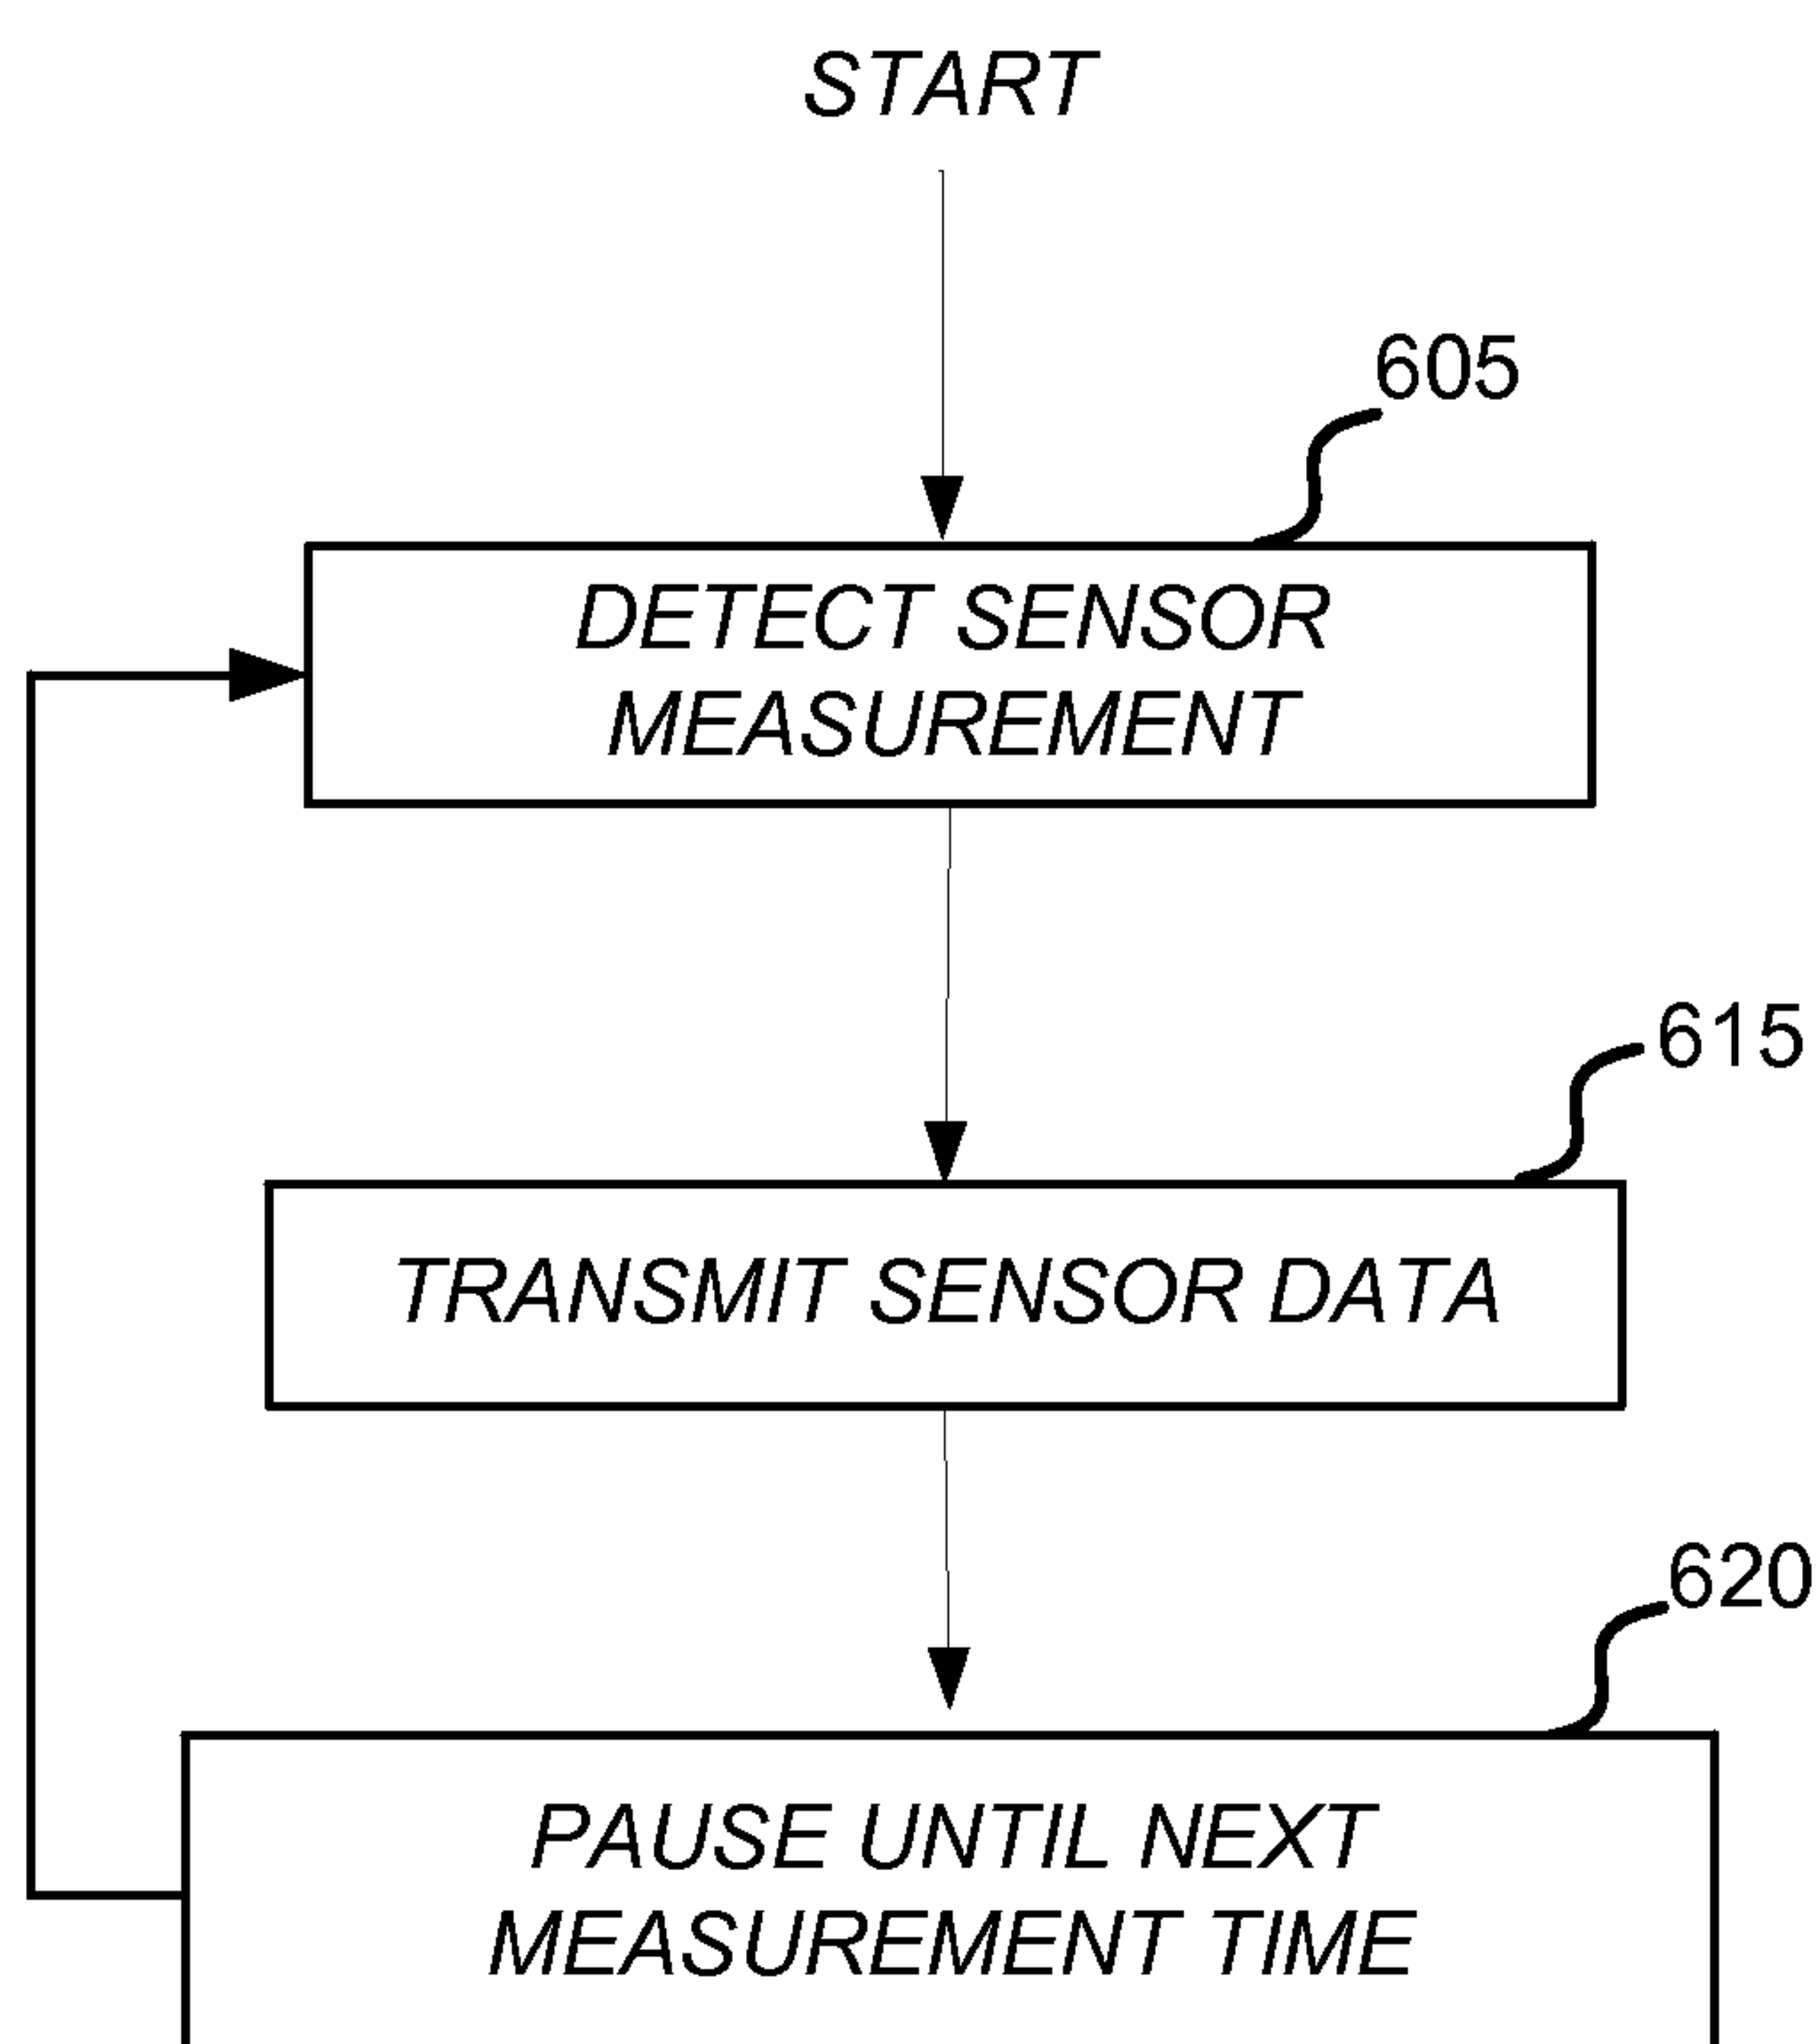 START
605
DETECT SENSOR
MEASUREMENT
615
TRANSMIT SENSOR DATA
620
PAUSE UNTIL NEXT
MEASUREMENT TIME